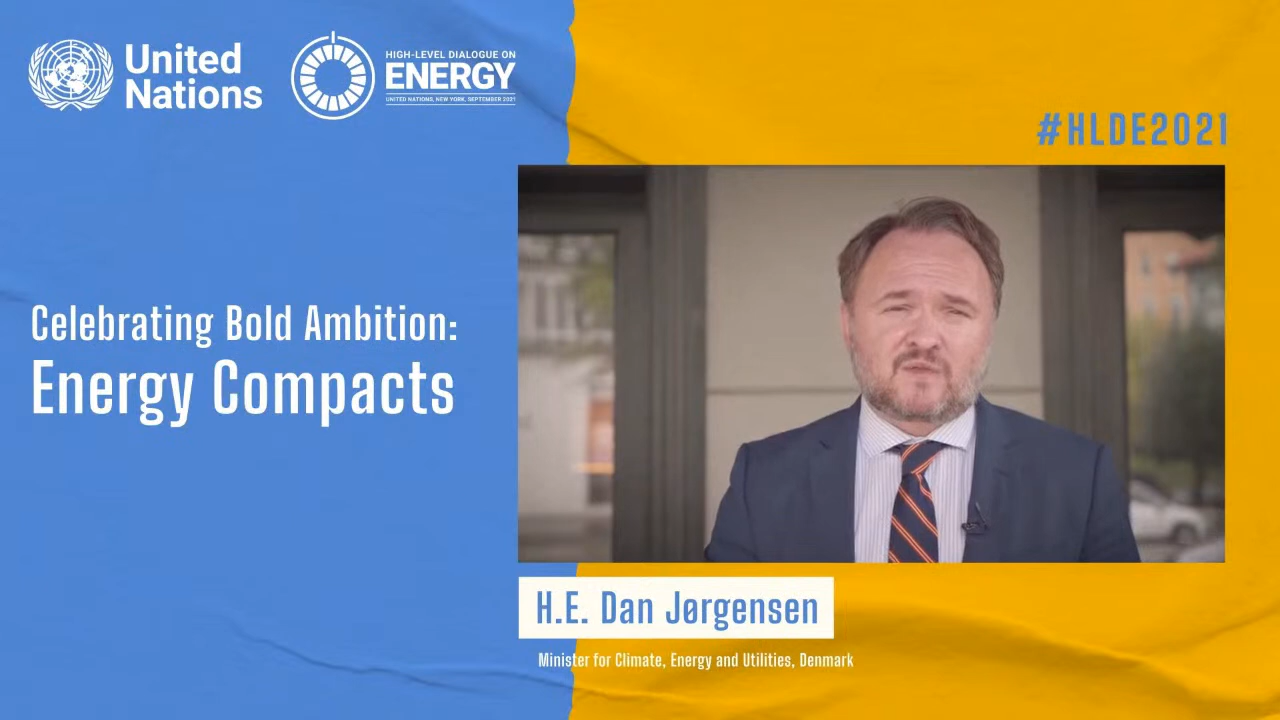 United
Nations
HIGH-LEVEL DIALOGUE ON
ENERGY
UNITED NATIONS, NEW YORK, SEPTEMBER 2021
#HLDE2021
Celebrating Bold Ambition:
Energy Compacts
H.E. Dan Jørgensen
Minister for Climate, Energy and Utilities, Denmark